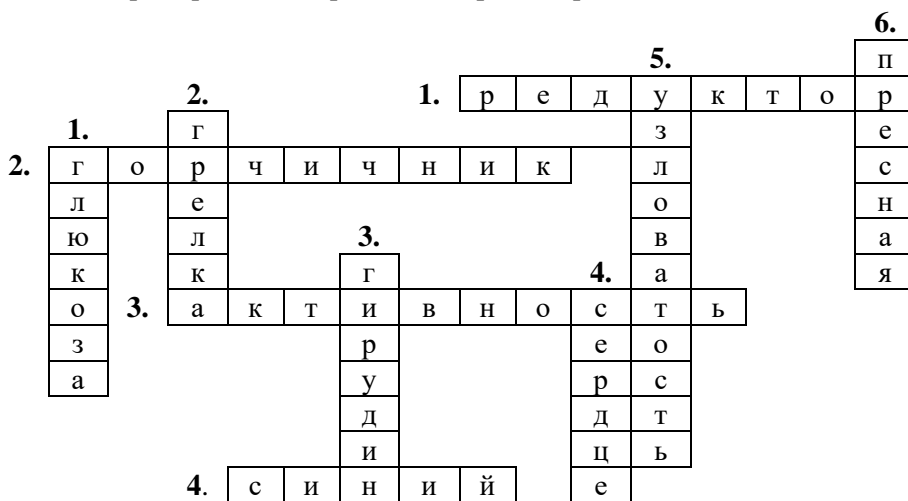 6.
5. п
2. 1. р е д у к т о р
1. г з е
2. г о р ч и ч н и к л с
л е о н
ю л 3. в а
к к г 4. а я
о 3. а к т и в н о с т ь
з р е о
а у р с
д д т
и ц ь
4. с и н и й е